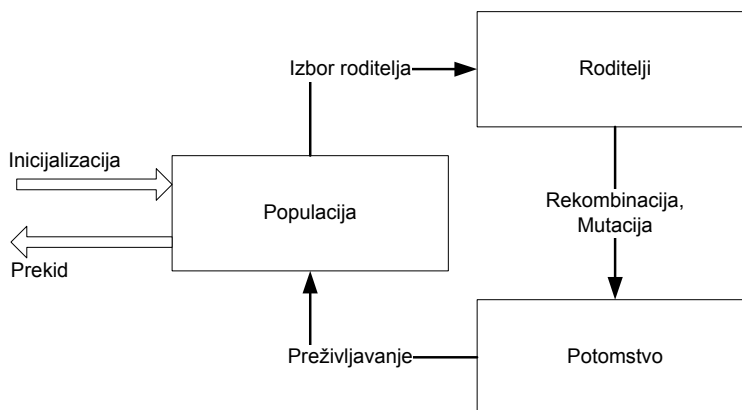 Izbor roditelja
Roditelji
Inicijalizacija
Populacija
Rekombinacija,
Mutacija
Prekid
Preživljavanje
Potomstvo